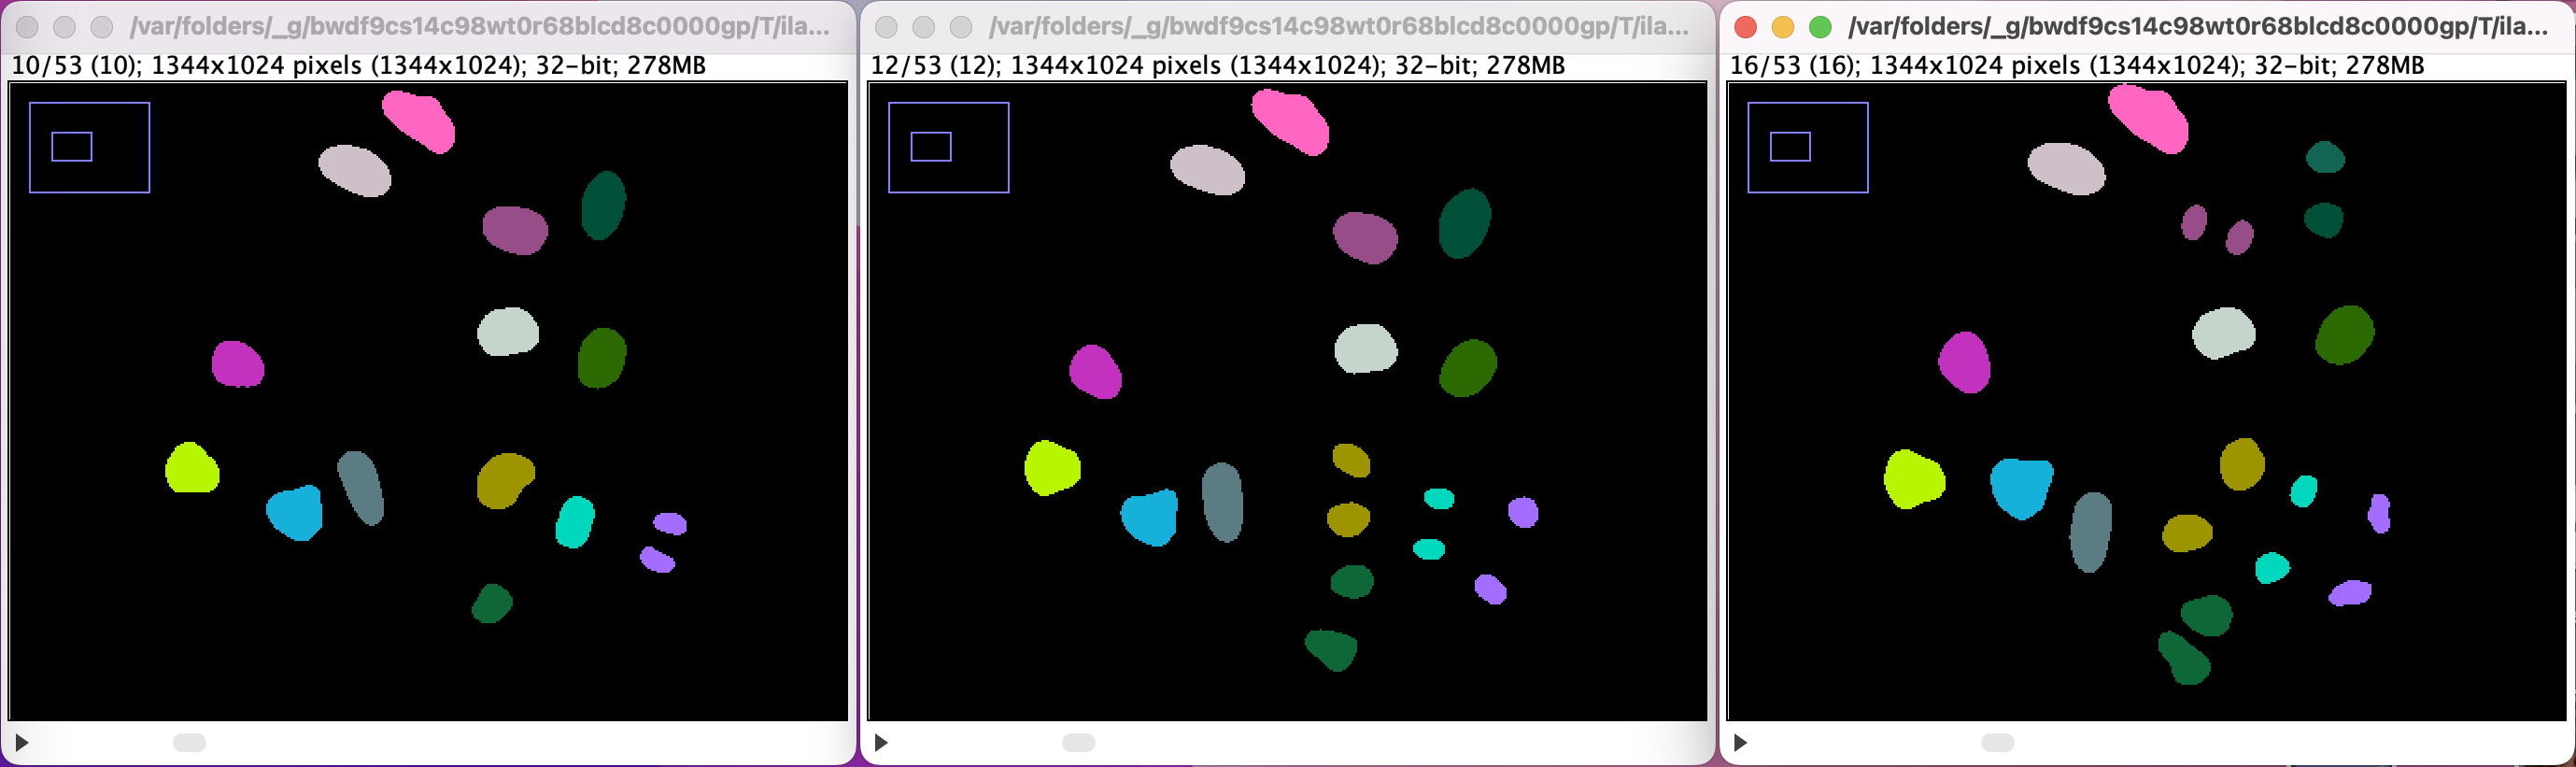 /var/folders/_g/bwdf9cs14c98wt0r68blcd8c0000gp/T/ila...
10/53 (10); 1344x1024 pixels (1344x1024); 32-bit; 278MB
/var/folders/_g/bwdf9cs14c98wt0r68blcd8c0000gp/T/ila...
12/53 (12); 1344x1024 pixels (1344x1024); 32-bit; 278MB
/var/folders/_g/bwdf9cs14c98wt0r68blcd8c0000gp/T/ila...
16/53 (16); 1344x1024 pixels (1344x1024); 32-bit; 278MB